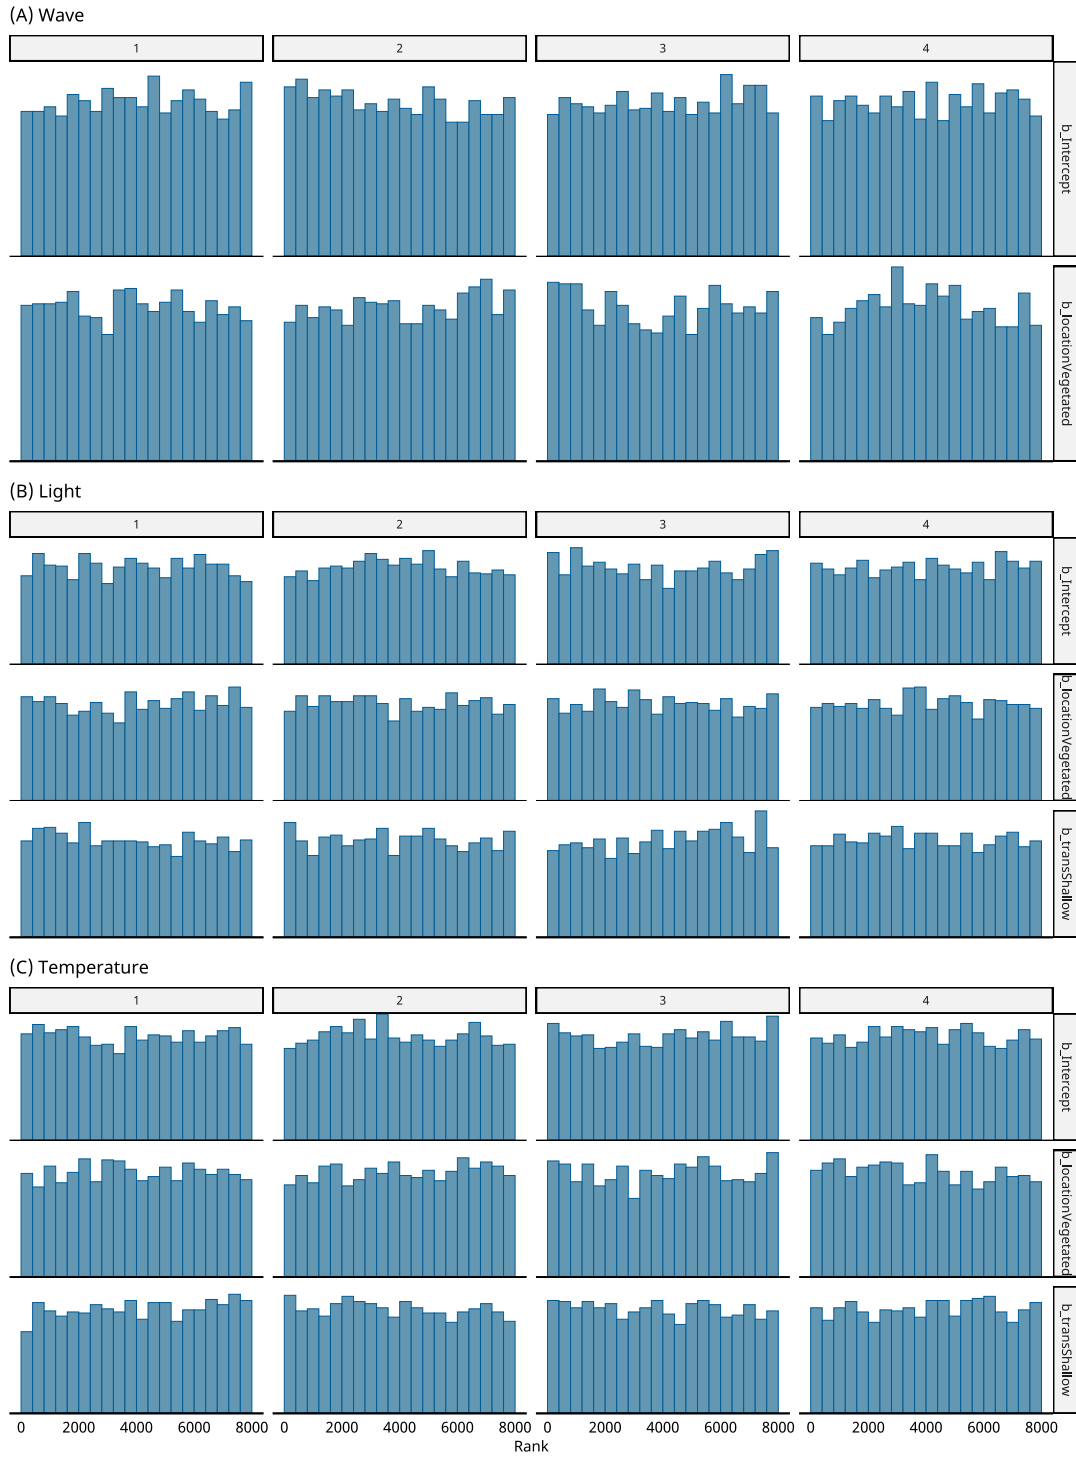 (A) Wave
1 2 3 4
b_Intercept
b_locationVegetated
(B) Light
1 2 3 4
b_Intercept
b_locationVegetated
b_transShallow
(C) Temperature
1 2 3 4
b_Intercept
b_locationVegetated
b_transShallow
0 2000 4000 6000 8000 0 2000 4000 6000 8000 0 2000 4000 6000 8000 0 2000 4000 6000 8000
Rank